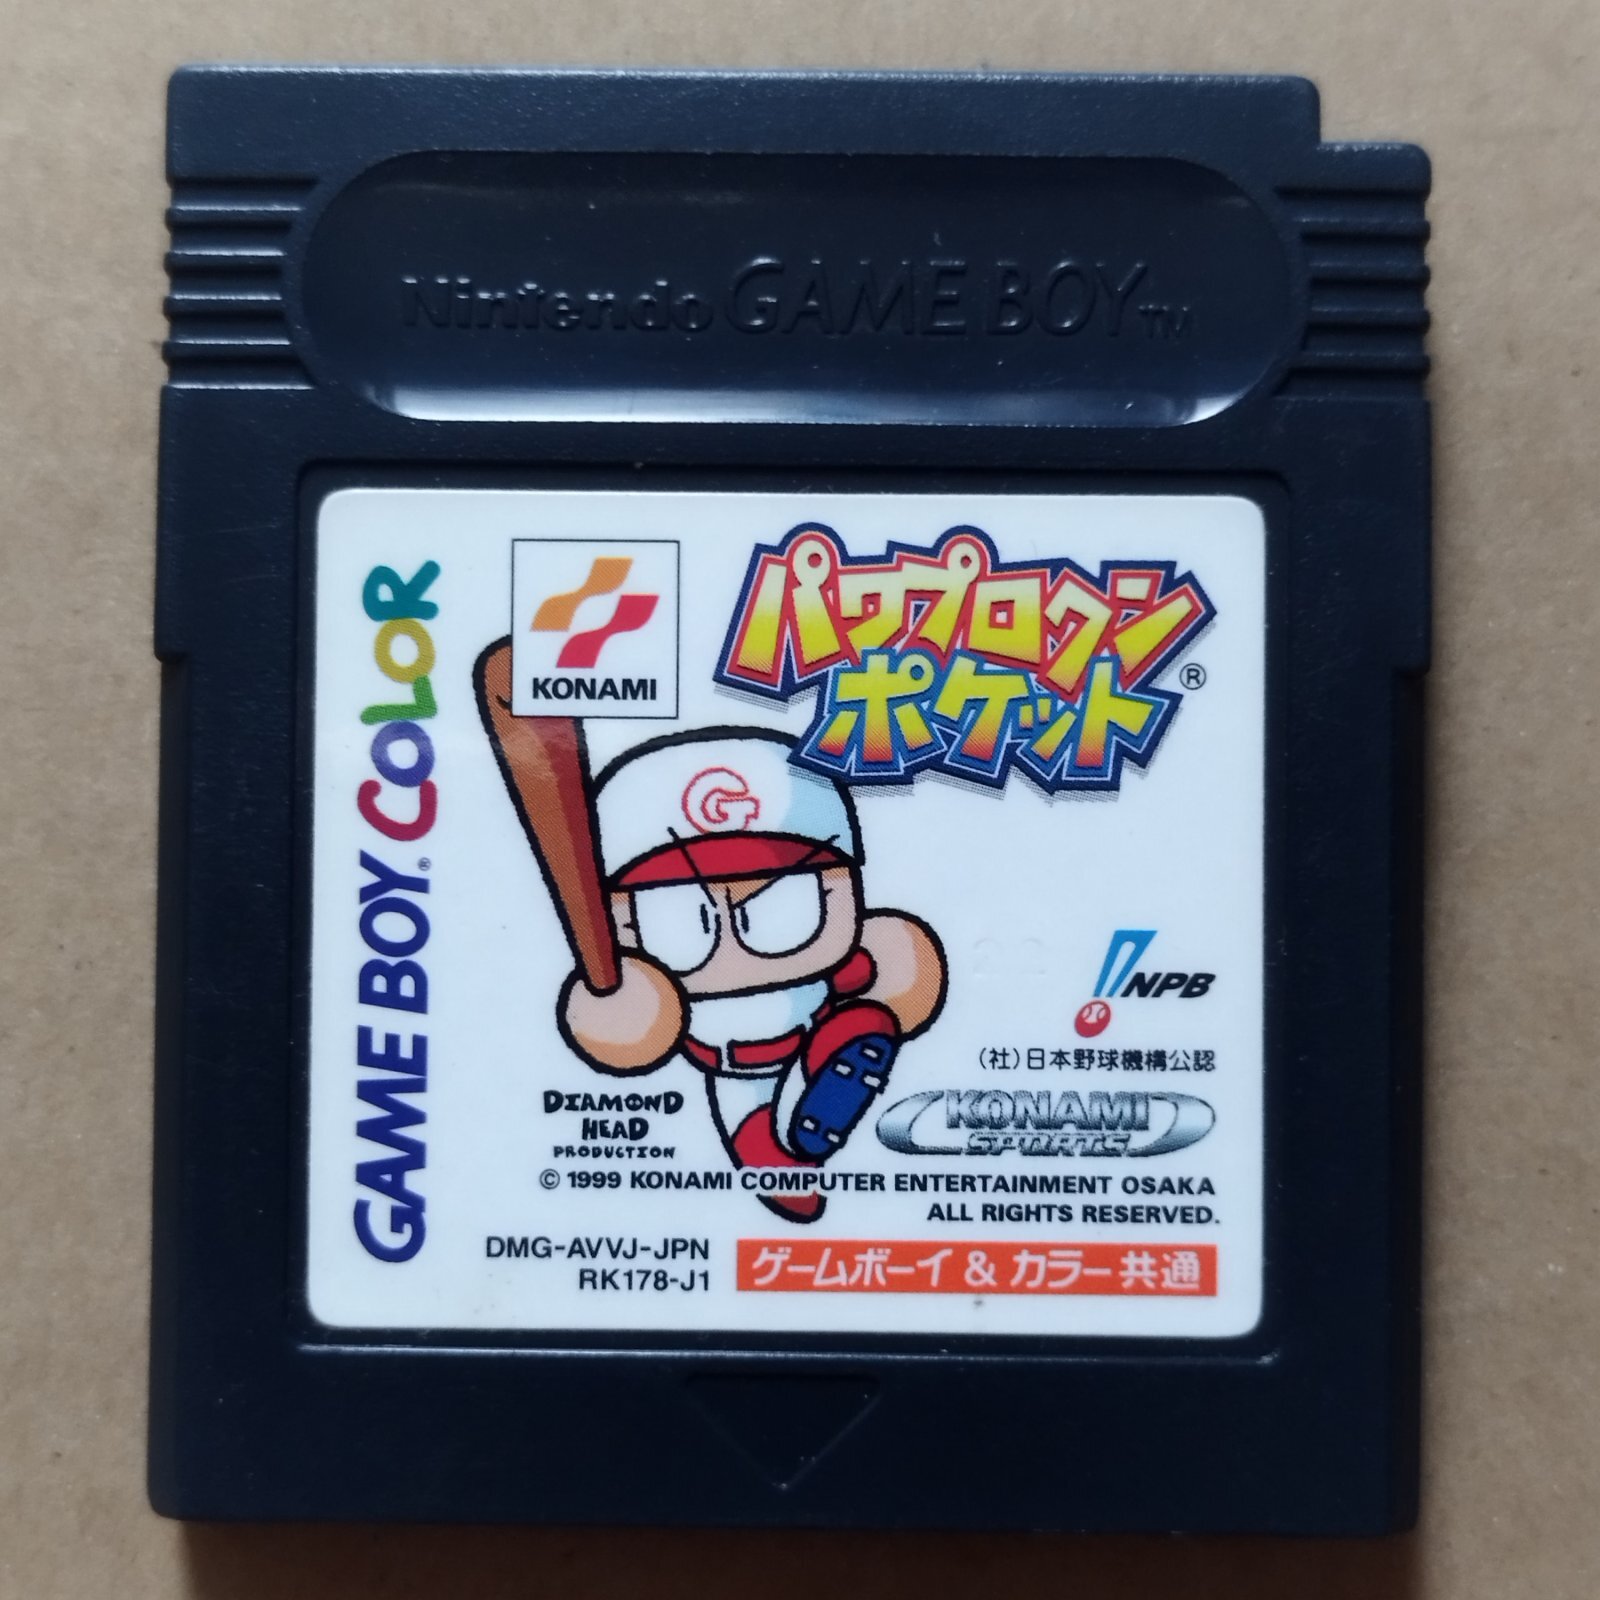 Nintendo GAME BOY™
GAME BOY® COLOR
KONAMI
パワプロクン
ポケット®
G
NPB
(社)日本野球機構公認
DIAMOND
HEAD
PRODUCTION
KONAMI
SPORTS
© 1999 KONAMI COMPUTER ENTERTAINMENT OSAKA
ALL RIGHTS RESERVED.
DMG-AVVJ-JPN
RK178-J1
ゲームボーイ & カラー共通